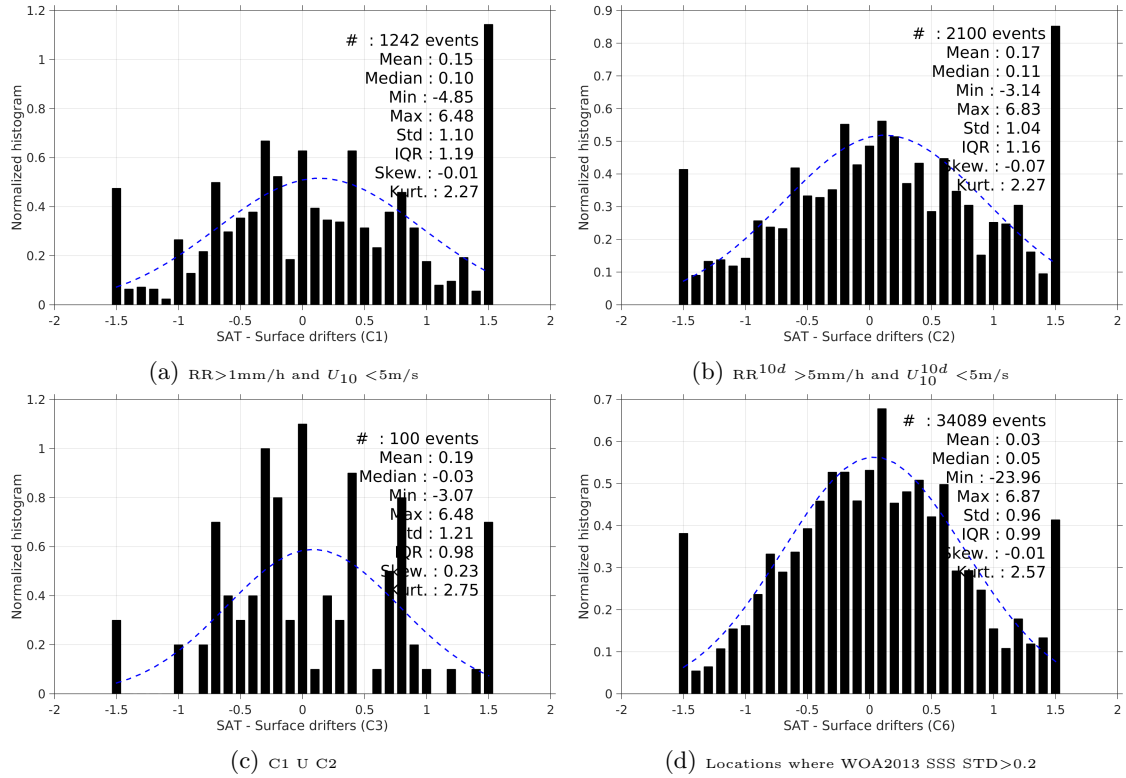 1.2
1
0.8
0.6
0.4
0.2
0
Normalized histogram
# : 1242 events
Mean : 0.15
Median : 0.10
Min : -4.85
Max : 6.48
Std : 1.10
IQR : 1.19
Skew. : -0.01
Kurt. : 2.27
-2 -1.5 -1 -0.5 0 0.5 1 1.5 2
SAT - Surface drifters (C1)
(a) RR>1mm/h and U10 <5m/s
0.9
0.8
0.7
0.6
0.5
0.4
0.3
0.2
0.1
0
Normalized histogram
# : 2100 events
Mean : 0.17
Median : 0.11
Min : -3.14
Max : 6.83
Std : 1.04
IQR : 1.16
Skew. : -0.07
Kurt. : 2.27
-2 -1.5 -1 -0.5 0 0.5 1 1.5 2
SAT - Surface drifters (C2)
(b) RR10d >5mm/h and U10d10 <5m/s
1.2
1
0.8
0.6
0.4
0.2
0
Normalized histogram
# : 100 events
Mean : 0.19
Median : -0.03
Min : -3.07
Max : 6.48
Std : 1.21
IQR : 0.98
Skew. : 0.23
Kurt. : 2.75
-2 -1.5 -1 -0.5 0 0.5 1 1.5 2
SAT - Surface drifters (C3)
(c) C1 U C2
0.7
0.6
0.5
0.4
0.3
0.2
0.1
0
Normalized histogram
# : 34089 events
Mean : 0.03
Median : 0.05
Min : -23.96
Max : 6.87
Std : 0.96
IQR : 0.99
Skew. : -0.01
Kurt. : 2.57
-2 -1.5 -1 -0.5 0 0.5 1 1.5 2
SAT - Surface drifters (C6)
(d) Locations where WOA2013 SSS STD>0.2